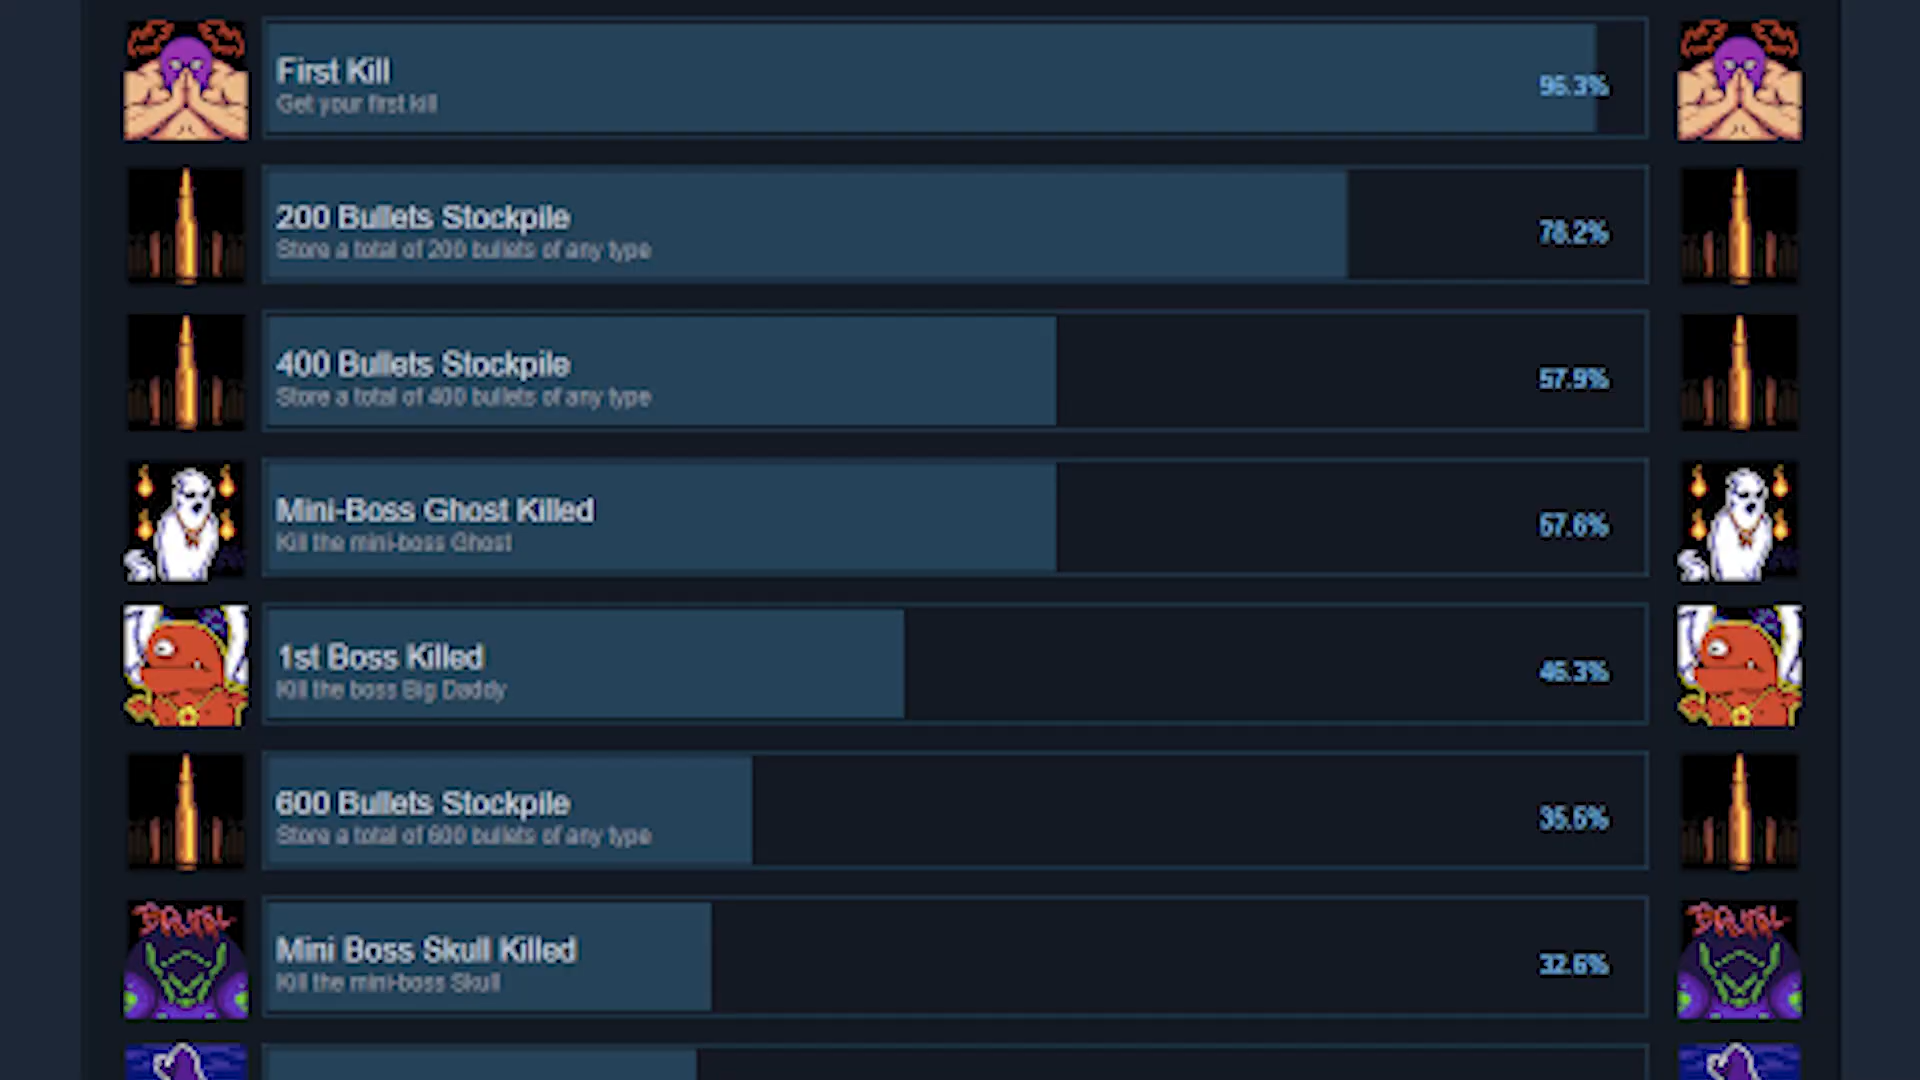 First Kill
Get your first kill
96.3%
200 Bullets Stockpile
Store a total of 200 bullets of any type
78.2%
400 Bullets Stockpile
Store a total of 400 bullets of any type
57.9%
Mini-Boss Ghost Killed
Kill the mini-boss Ghost
57.6%
1st Boss Killed
Kill the boss Big Daddy
46.3%
600 Bullets Stockpile
Store a total of 600 bullets of any type
35.6%
BRUTAL
Mini Boss Skull Killed
Kill the mini-boss Skull
32.6%
BRUTAL